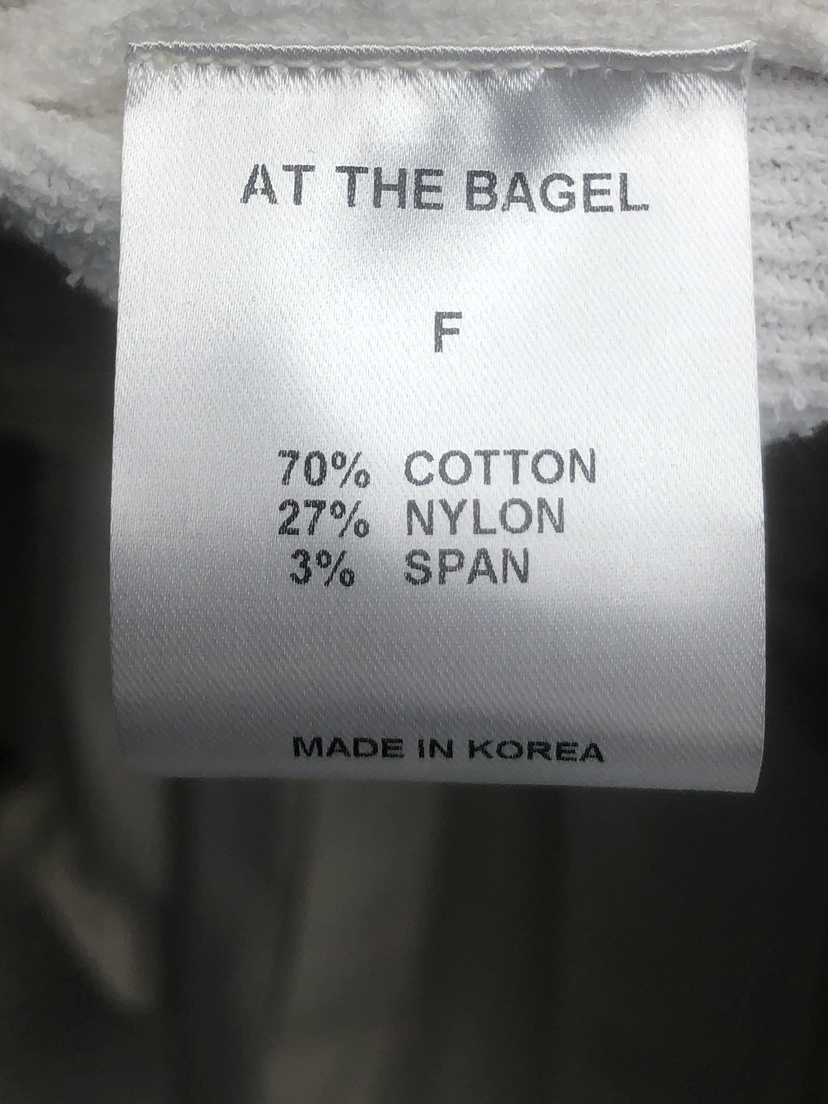 AT THE BAGEL
F
70% COTTON
27% NYLON
3% SPAN
MADE IN KOREA